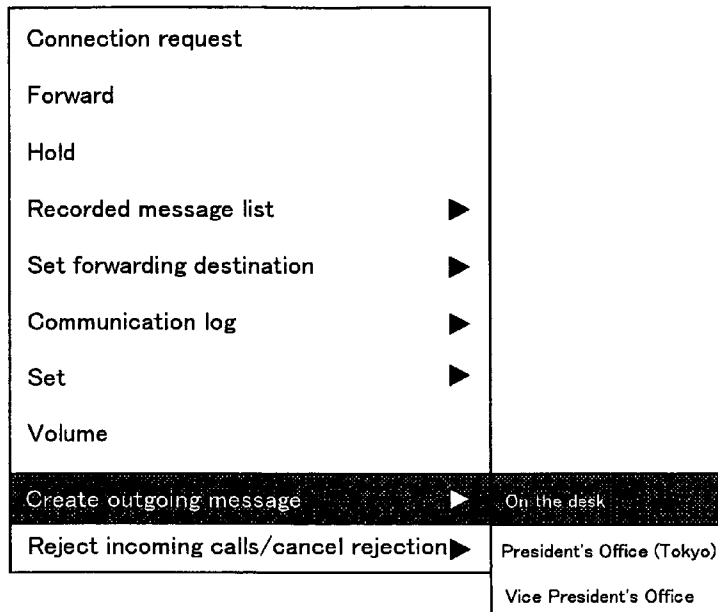 Connection request
Forward
Hold
Recorded message list
Set forwarding destination
Communication log
Set
Volume
Create outgoing message
On the desk
Reject incoming calls/cancel rejection
President's Office (Tokyo)
Vice President's Office